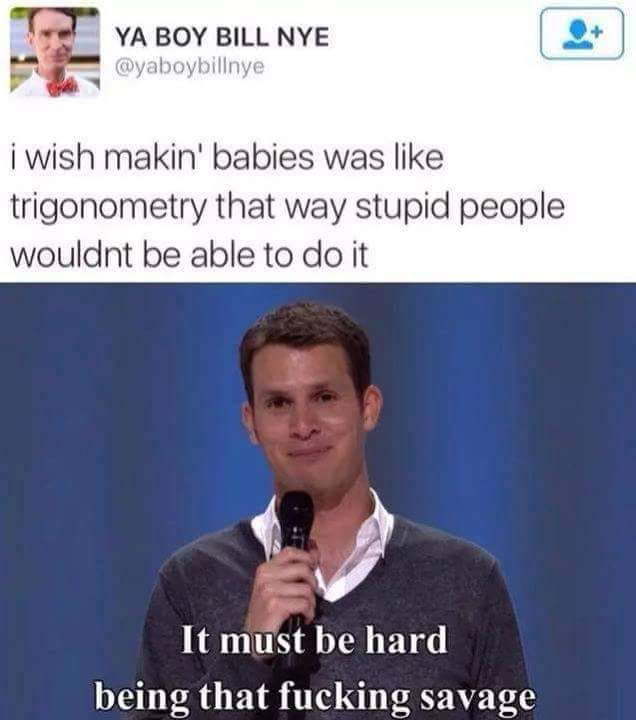 YA BOY BILL NYE
@yaboybillnye
i wish makin' babies was like
trigonometry that way stupid people
wouldnt be able to do it
It must be hard
being that fucking savage